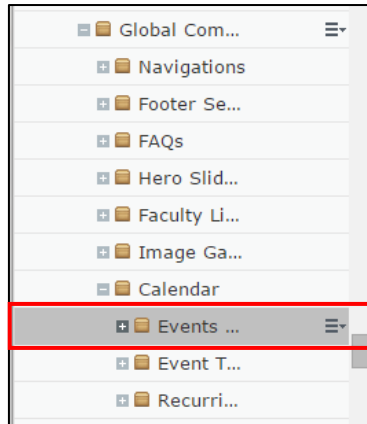 Global Com...
Navigations
Footer Se...
FAQs
Hero Slid...
Faculty Li...
Image Ga...
Calendar
Events ...
Event T...
Recurri...